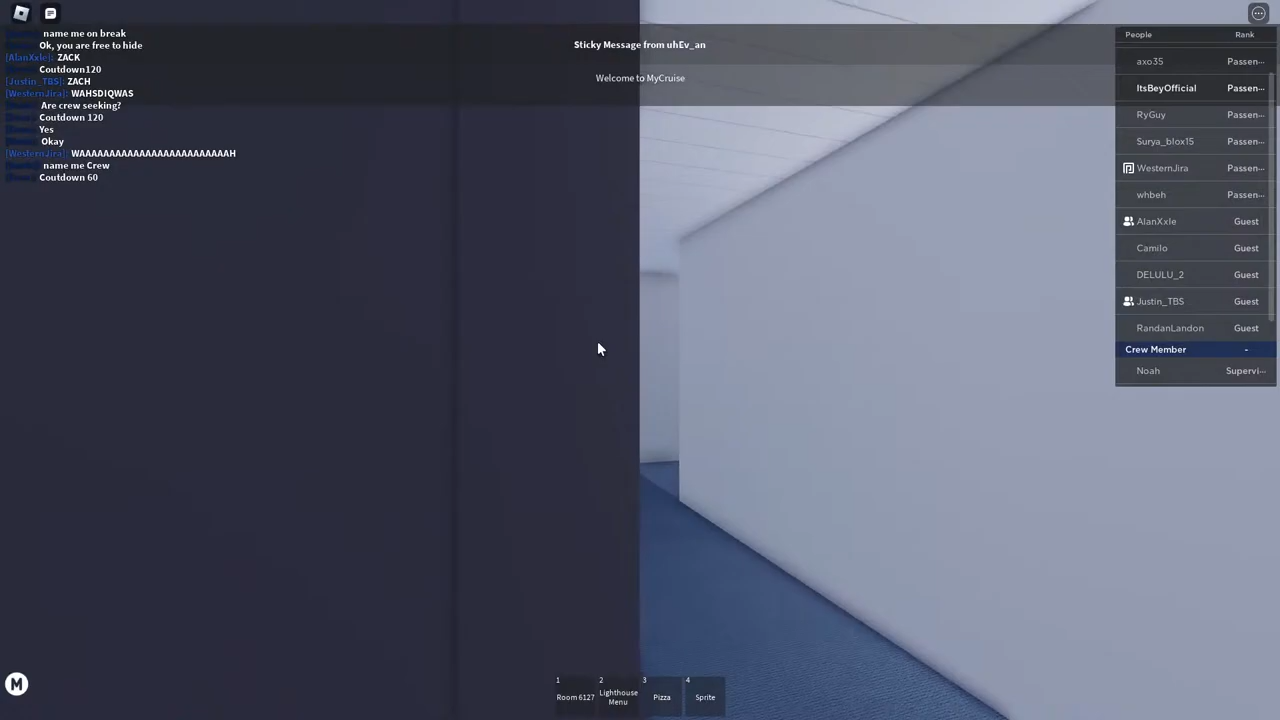 name me on break
Ok, you are free to hide
[AlanXxle]: ZACK
Coutdown120
[Justin_TBS]: ZACH
[WesternJira]: WAHSDIQWAS
Are crew seeking?
Coutdown 120
Yes
Okay
[WesternJira]: WAAAAAAAAAAAAAAAAAAAAAAAAAH
name me Crew
Coutdown 60
Sticky Message from uhEv_an
Welcome to MyCruise
People Rank
axo35 Passen...
ItsBeyOfficial Passen...
RyGuy Passen...
Surya_blox15 Passen...
WesternJira Passen...
whbeh Passen...
AlanXxle Guest
Camilo Guest
DELULU_2 Guest
Justin_TBS Guest
RandanLandon Guest
Crew Member -
Noah Supervi...
M
1 2 3 4
Room 6127 Lighthouse Menu Pizza Sprite